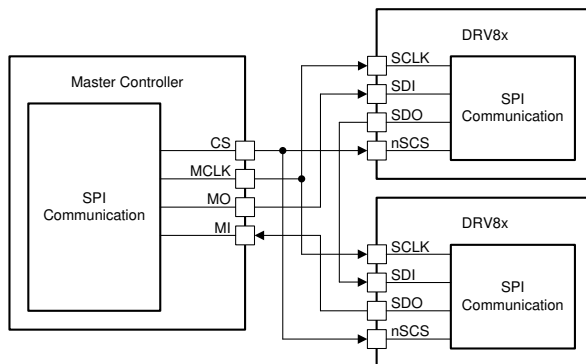 Master Controller
SPI
Communication
CS
MCLK
MO
MI
DRV8x
SCLK
SDI
SDO
nSCS
SPI
Communication
DRV8x
SCLK
SDI
SDO
nSCS
SPI
Communication